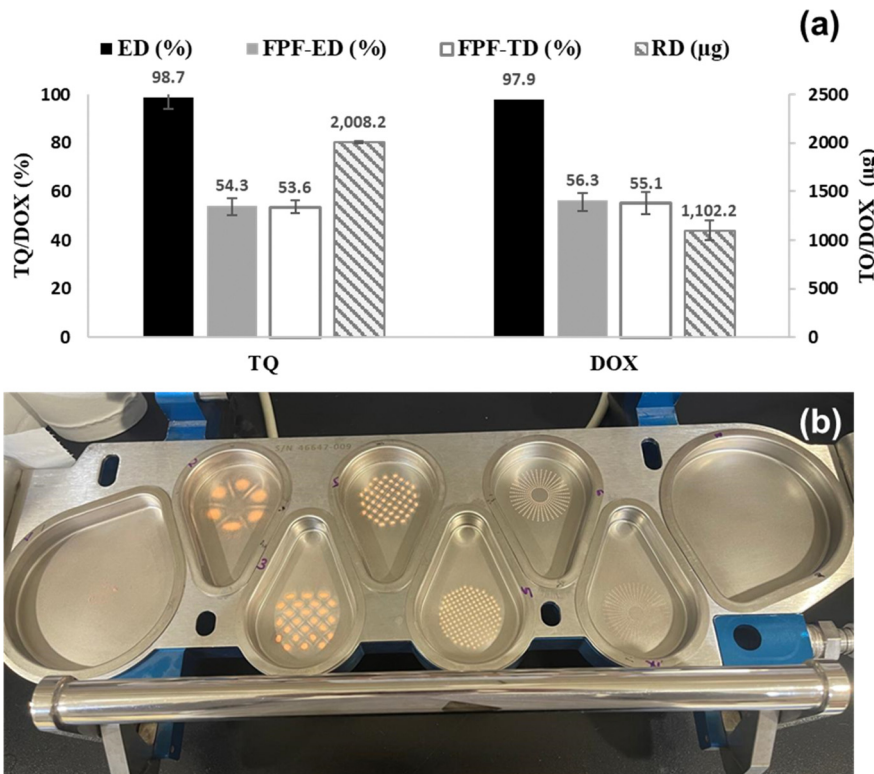 (a)
ED (%) FPF-ED (%) FPF-TD (%) RD (µg)
98.7 97.9
100 2500
2,008.2
80 2000
54.3 53.6 56.3 55.1
60 1500
1,102.2
40 1000
20 500
0 0
TQ/DOX (%)
TQ/DOX (µg)
TQ DOX
(b)
S/N 46642-009